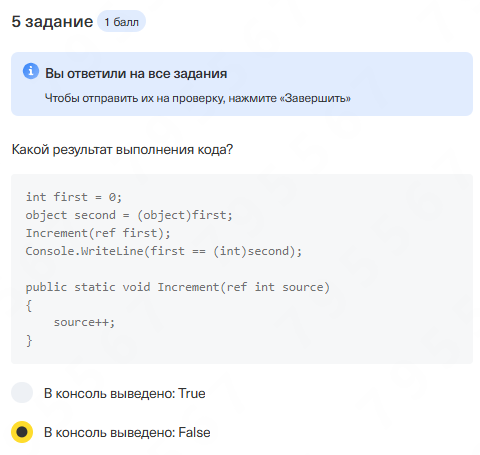 5 задание 1 балл
Вы ответили на все задания
Чтобы отправить их на проверку, нажмите «Завершить»
Какой результат выполнения кода?
int first = 0;
object second = (object)first;
Increment(ref first);
Console.WriteLine(first == (int)second);
public static void Increment(ref int source)
{
source++;
}
В консоль выведено: True
В консоль выведено: False